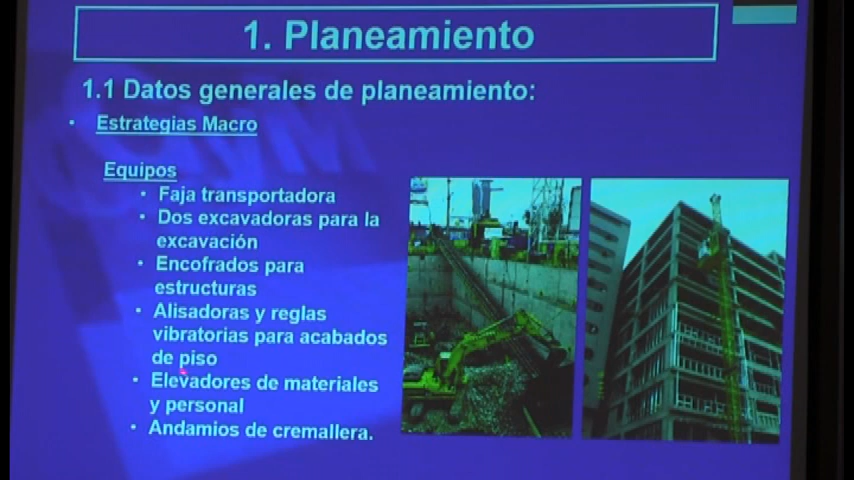 1. Planeamiento
1.1 Datos generales de planeamiento:
• Estrategias Macro
Equipos
• Faja transportadora
• Dos excavadoras para la
excavación
• Encofrados para
estructuras
• Alisadoras y reglas
vibratorias para acabados
de piso
• Elevadores de materiales
y personal
• Andamios de cremallera.